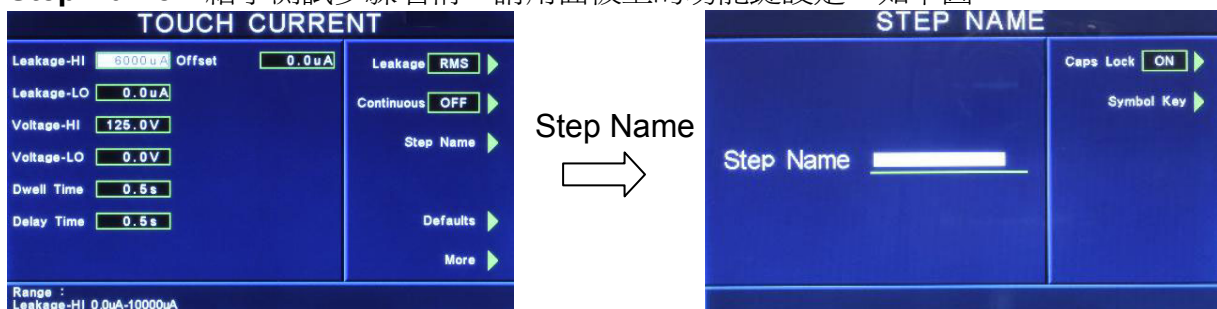 TOUCH CURRENT
Leakage-HI 6000uA Offset 0.0uA
Leakage-LO 0.0uA
Voltage-HI 125.0V
Voltage-LO 0.0V
Dwell Time 0.5s
Delay Time 0.5s
Leakage RMS
Continuous OFF
Step Name
Defaults
More
Range :
Leakage-HI 0.0uA-10000uA
Step Name
STEP NAME
Step Name
Caps Lock ON
Symbol Key